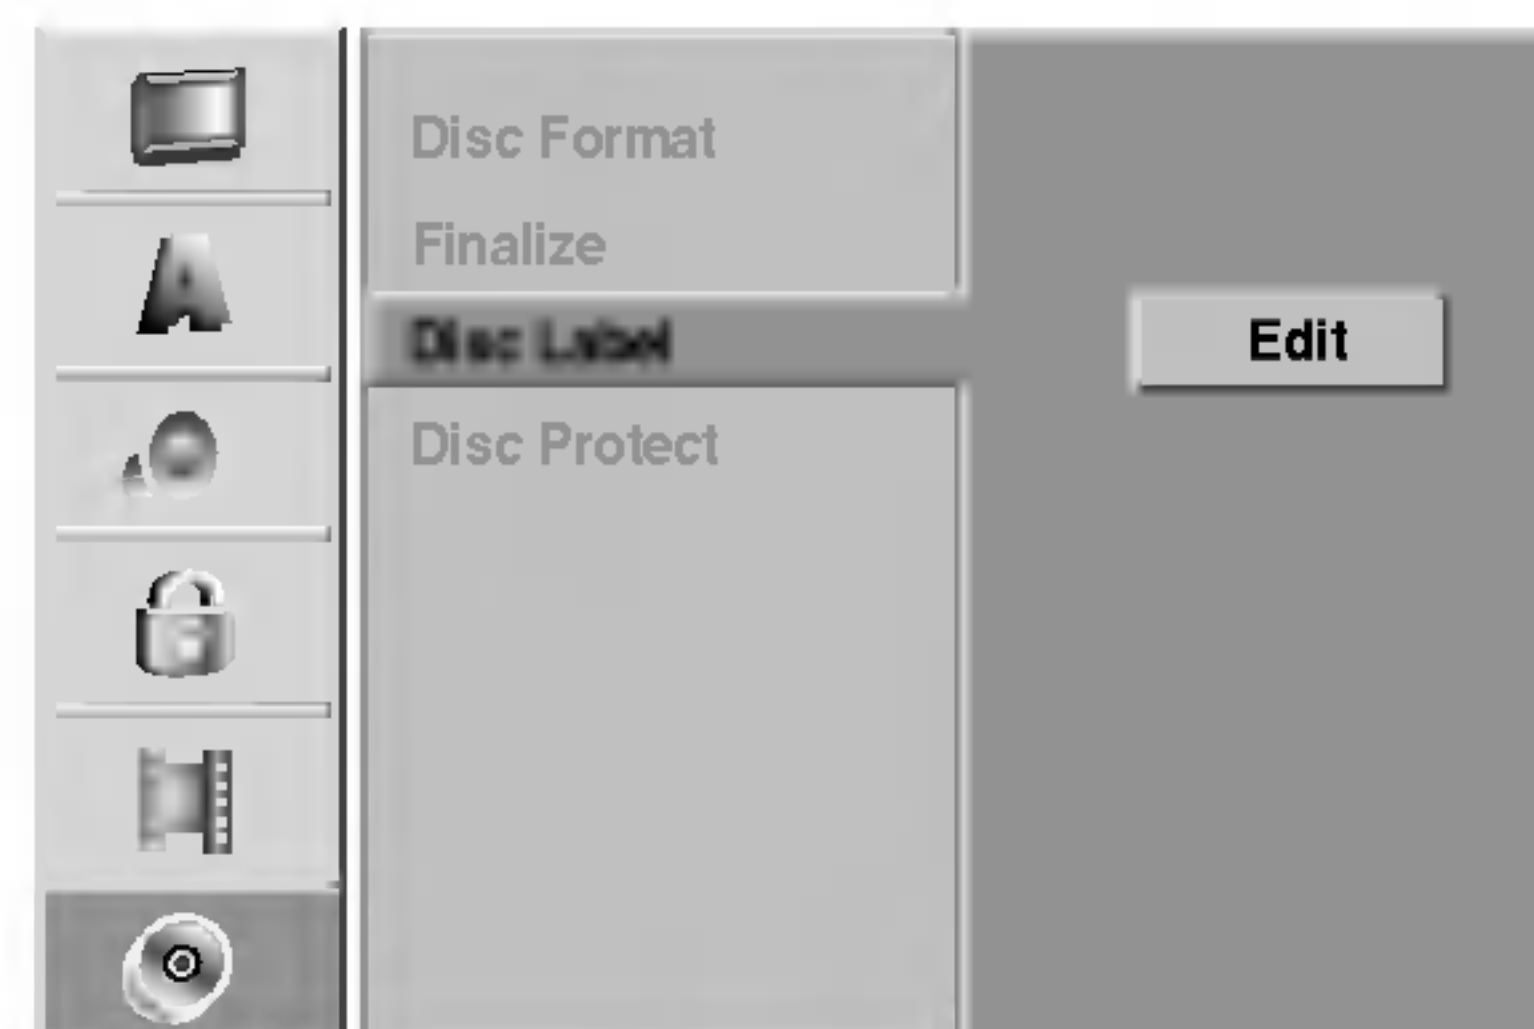 Disc Format
Finalize
Disc Label
Edit
Disc Protect